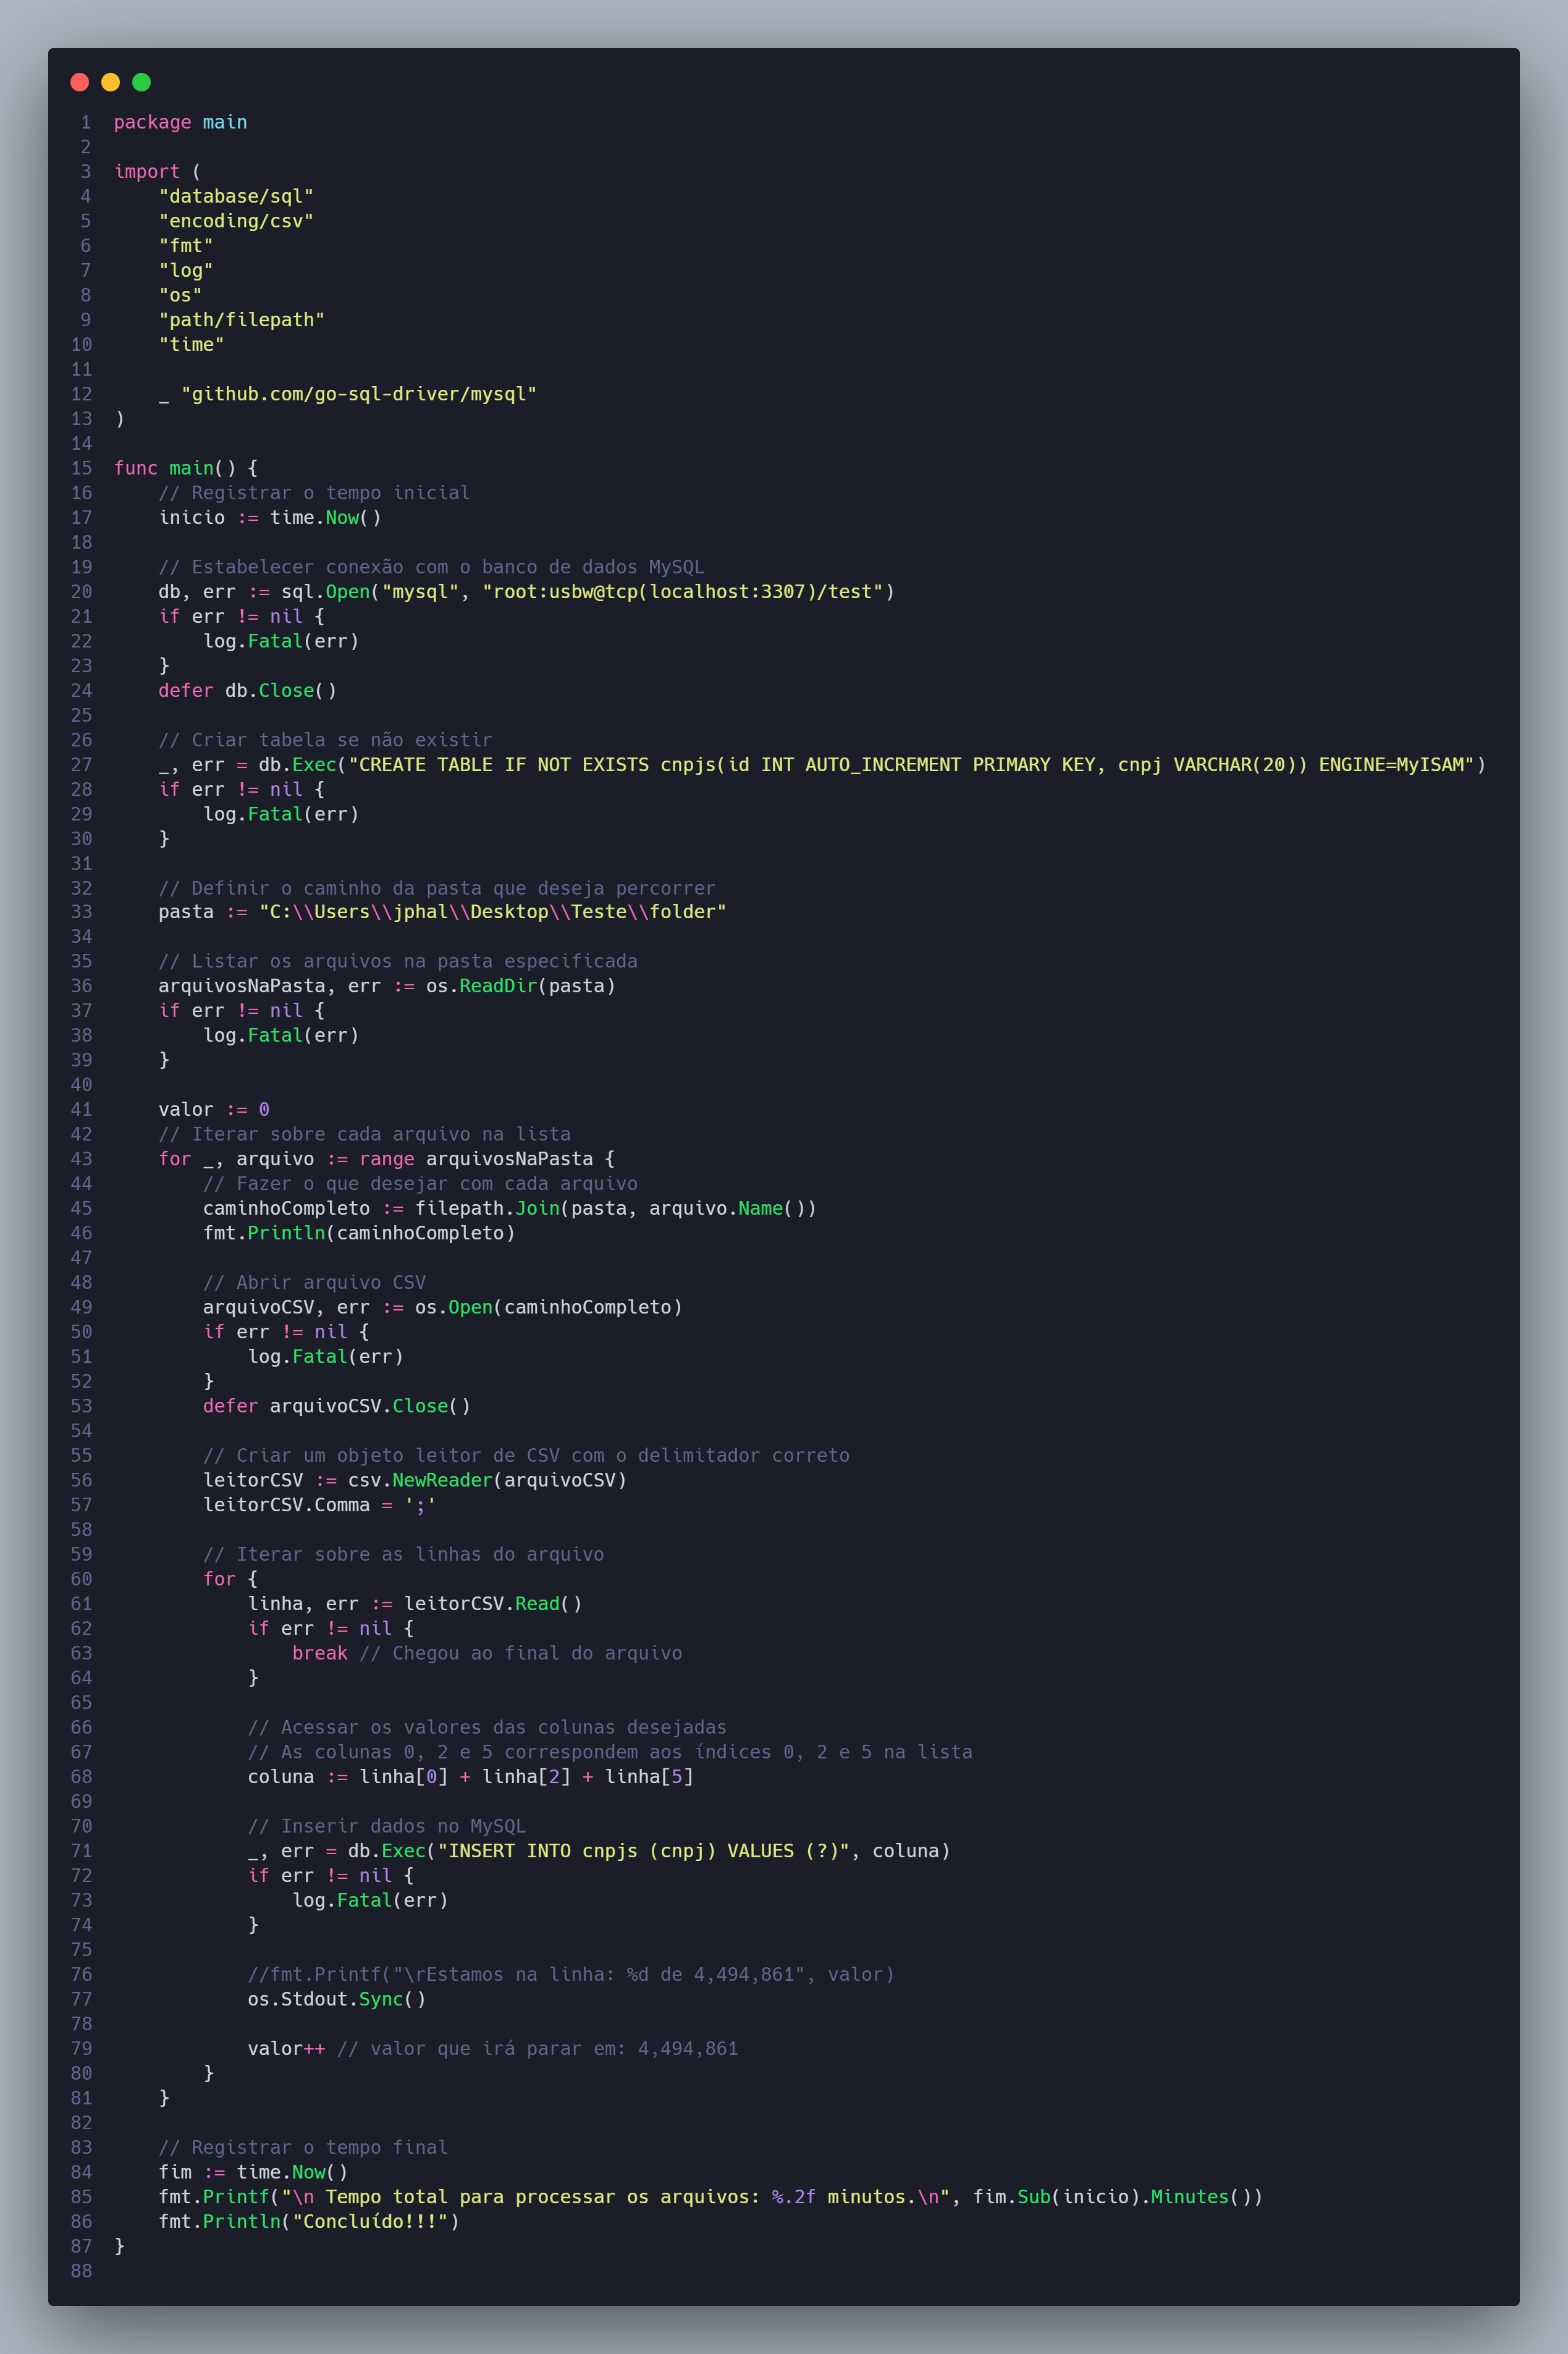 1 package main
2
3 import (
4     "database/sql"
5     "encoding/csv"
6     "fmt"
7     "log"
8     "os"
9     "path/filepath"
10     "time"
11
12     _ "github.com/go-sql-driver/mysql"
13 )
14
15 func main() {
16     // Registrar o tempo inicial
17     inicio := time.Now()
18
19     // Estabelecer conexão com o banco de dados MySQL
20     db, err := sql.Open("mysql", "root:usbw@tcp(localhost:3307)/test")
21     if err != nil {
22         log.Fatal(err)
23     }
24     defer db.Close()
25
26     // Criar tabela se não existir
27     _, err = db.Exec("CREATE TABLE IF NOT EXISTS cnpjs(id INT AUTO_INCREMENT PRIMARY KEY, cnpj VARCHAR(20)) ENGINE=MyISAM")
28     if err != nil {
29         log.Fatal(err)
30     }
31
32     // Definir o caminho da pasta que deseja percorrer
33     pasta := "C:\\Users\\jphal\\Desktop\\Teste\\folder"
34
35     // Listar os arquivos na pasta especificada
36     arquivosNaPasta, err := os.ReadDir(pasta)
37     if err != nil {
38         log.Fatal(err)
39     }
40
41     valor := 0
42     // Iterar sobre cada arquivo na lista
43     for _, arquivo := range arquivosNaPasta {
44         // Fazer o que desejar com cada arquivo
45         caminhoCompleto := filepath.Join(pasta, arquivo.Name())
46         fmt.Println(caminhoCompleto)
47
48         // Abrir arquivo CSV
49         arquivoCSV, err := os.Open(caminhoCompleto)
50         if err != nil {
51             log.Fatal(err)
52         }
53         defer arquivoCSV.Close()
54
55         // Criar um objeto leitor de CSV com o delimitador correto
56         leitorCSV := csv.NewReader(arquivoCSV)
57         leitorCSV.Comma = ';'
58
59         // Iterar sobre as linhas do arquivo
60         for {
61             linha, err := leitorCSV.Read()
62             if err != nil {
63                 break // Chegou ao final do arquivo
64             }
65
66             // Acessar os valores das colunas desejadas
67             // As colunas 0, 2 e 5 correspondem aos índices 0, 2 e 5 na lista
68             coluna := linha[0] + linha[2] + linha[5]
69
70             // Inserir dados no MySQL
71             _, err = db.Exec("INSERT INTO cnpjs (cnpj) VALUES (?)", coluna)
72             if err != nil {
73                 log.Fatal(err)
74             }
75
76             //fmt.Printf("\rEstamos na linha: %d de 4,494,861", valor)
77             os.Stdout.Sync()
78
79             valor++ // valor que irá parar em: 4,494,861
80         }
81     }
82
83     // Registrar o tempo final
84     fim := time.Now()
85     fmt.Printf("\n Tempo total para processar os arquivos: %.2f minutos.\n", fim.Sub(inicio).Minutes())
86     fmt.Println("Concluído!!!")
87 }
88